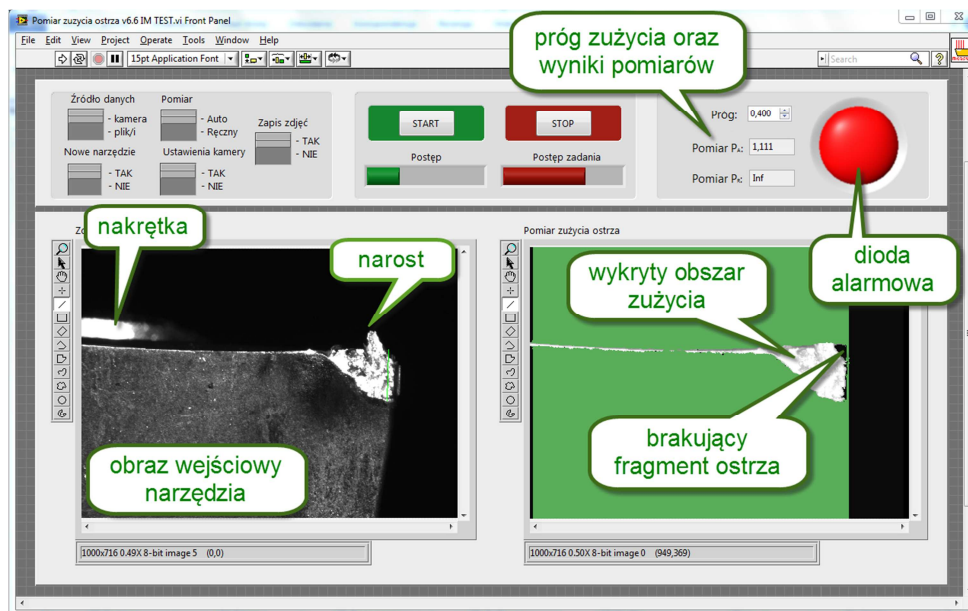 Pomiar zuzycia ostrza v6.6 IM TEST.vi Front Panel
File Edit View Project Operate Tools Window Help
15pt Application Font
Search
próg zużycia oraz
wyniki pomiarów
Źródło danych
- kamera
- plik/i
Pomiar
- Auto
- Ręczny
Zapis zdjęć
- TAK
- NIE
Nowe narzędzie
- TAK
- NIE
Ustawienia kamery
- TAK
- NIE
START
STOP
Postęp
Postęp zadania
Próg: 0,400
Pomiar PA: 1,111
Pomiar PK: Inf
nakrętka
narost
obraz wejściowy
narzędzia
1000x716 0.49X 8-bit image 5 (0,0)
Pomiar zużycia ostrza
wykryty obszar
zużycia
dioda
alarmowa
brakujący
fragment ostrza
1000x716 0.50X 8-bit image 0 (949,369)